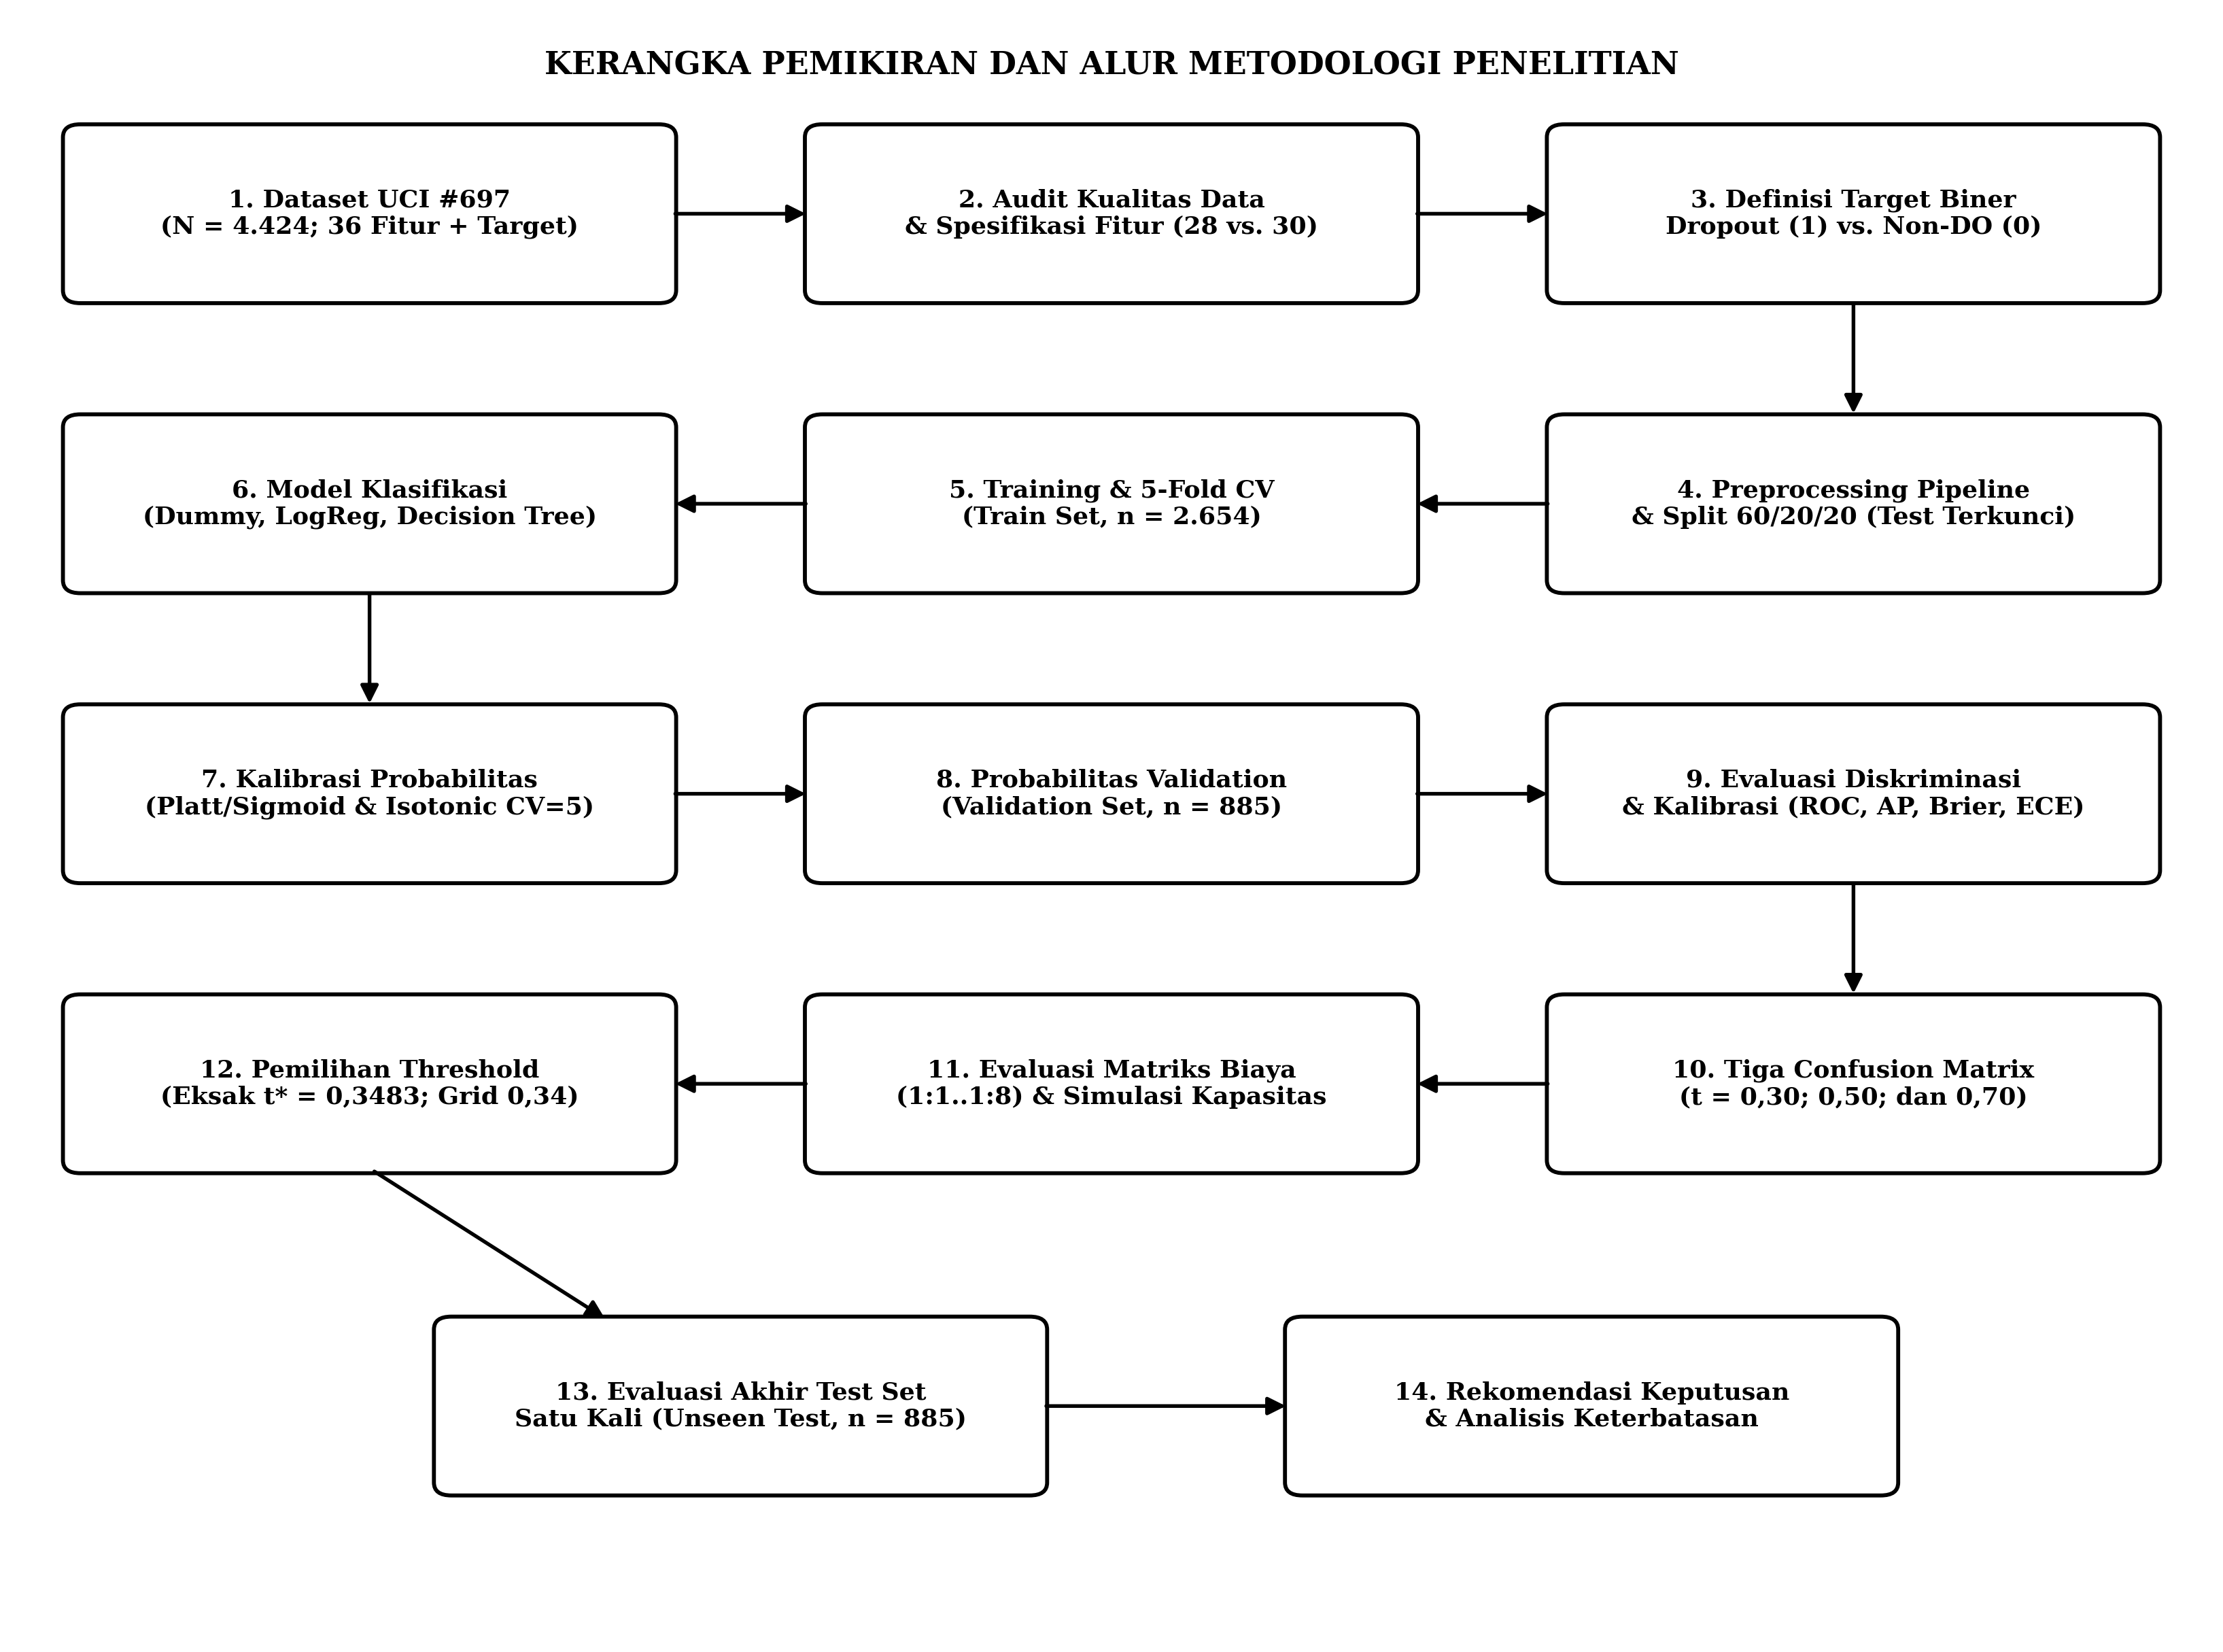 KERANGKA PEMIKIRAN DAN ALUR METODOLOGI PENELITIAN
1. Dataset UCI #697
(N = 4.424; 36 Fitur + Target)
2. Audit Kualitas Data
& Spesifikasi Fitur (28 vs. 30)
3. Definisi Target Biner
Dropout (1) vs. Non-DO (0)
4. Preprocessing Pipeline
& Split 60/20/20 (Test Terkunci)
5. Training & 5-Fold CV
(Train Set, n = 2.654)
6. Model Klasifikasi
(Dummy, LogReg, Decision Tree)
7. Kalibrasi Probabilitas
(Platt/Sigmoid & Isotonic CV=5)
8. Probabilitas Validation
(Validation Set, n = 885)
9. Evaluasi Diskriminasi
& Kalibrasi (ROC, AP, Brier, ECE)
10. Tiga Confusion Matrix
(t = 0,30; 0,50; dan 0,70)
11. Evaluasi Matriks Biaya
(1:1..1:8) & Simulasi Kapasitas
12. Pemilihan Threshold
(Eksak t* = 0,3483; Grid 0,34)
13. Evaluasi Akhir Test Set
Satu Kali (Unseen Test, n = 885)
14. Rekomendasi Keputusan
& Analisis Keterbatasan